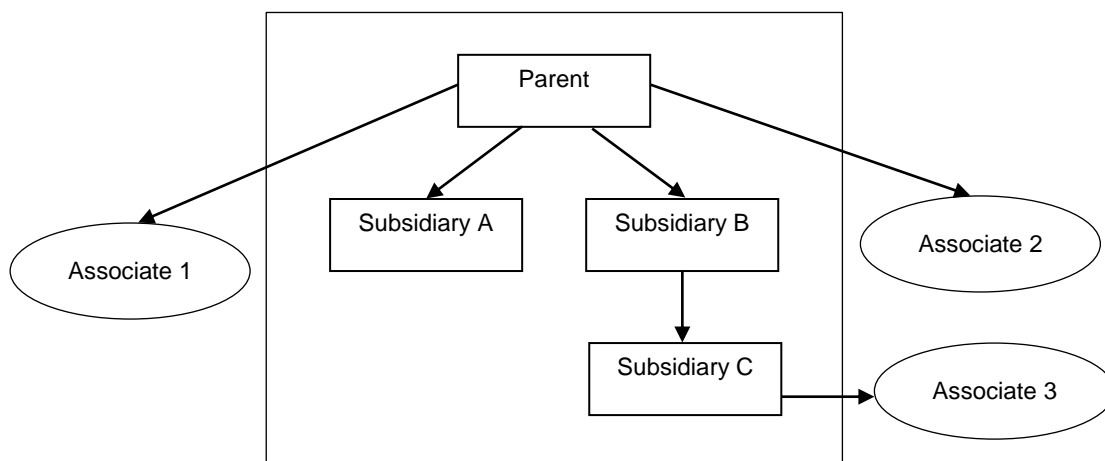 Parent
Subsidiary A
Subsidiary B
Associate 1
Associate 2
Subsidiary C
Associate 3